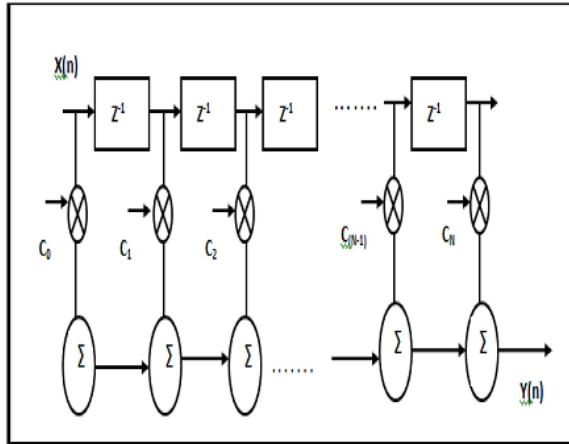 X(n)
Z-1 Z-1 Z-1 ........ Z-1
C0 C1 C2 C(N-1) CN
Σ Σ Σ ....... Σ Σ
Y(n)